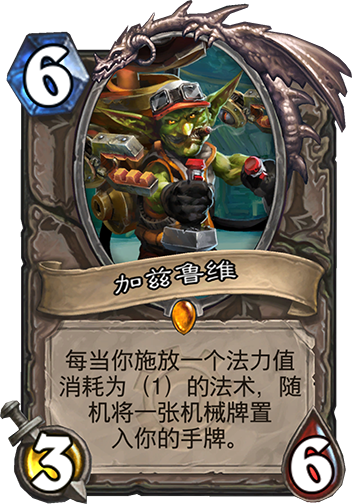 6
加兹鲁维
每当你施放一个法力值
消耗为（1）的法术，随
机将一张机械牌置
入你的手牌。
3
6